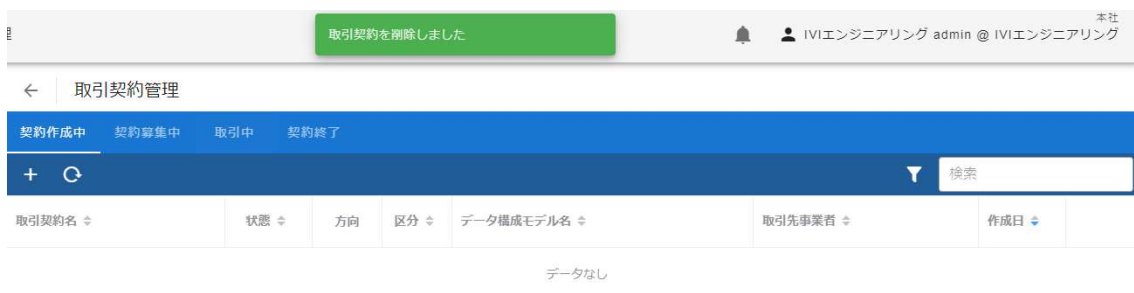 本社
理
取引契約を削除しました
IVIエンジニアリング admin @ IVIエンジニアリング
取引契約管理
契約作成中 契約募集中 取引中 契約終了
検索
取引契約名 状態 方向 区分 データ構成モデル名 取引先事業者 作成日
データなし